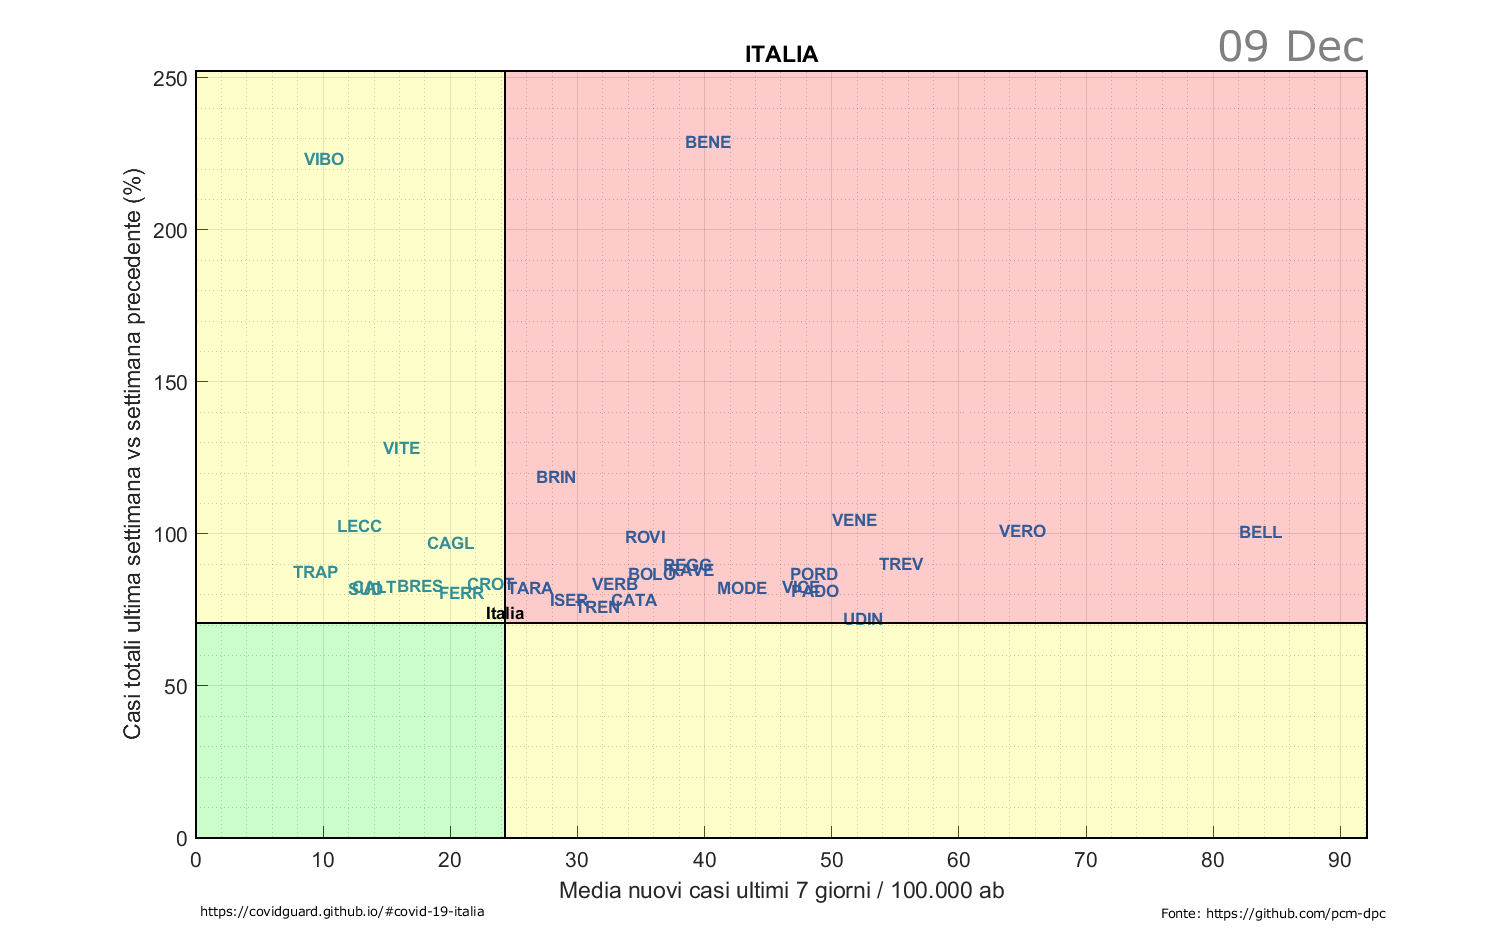 09 Dec
ITALIA
Casi totali ultima settimana vs settimana precedente (%)
250
200
150
100
50
0
BENE
VIBO
VITE
BRIN
VENE
LECC
VERO
BELL
ROVI
CAGL
TREV
REGG
RAVE
TRAP
BOLO
PORD
CROT
VERB
BRES
CALT
SUD
TARA
MODE
VICE
PADO
FERR
ISER
CATA
TREN
Italia
UDIN
0 10 20 30 40 50 60 70 80 90
Media nuovi casi ultimi 7 giorni / 100.000 ab
https://covidguard.github.io/#covid-19-italia
Fonte: https://github.com/pcm-dpc